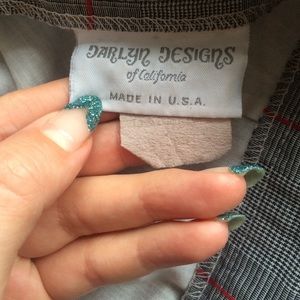 DARLYN DESIGNS
of California
MADE IN U.S.A.